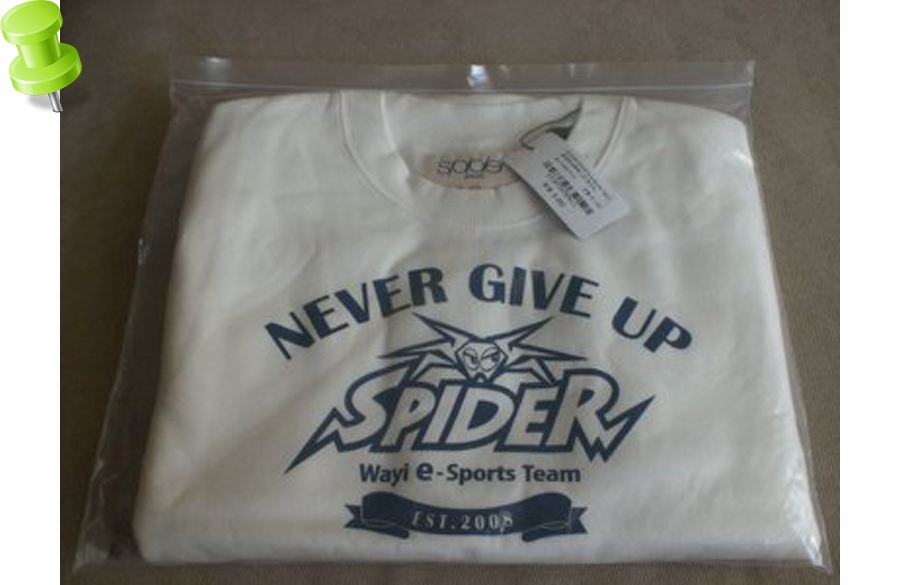 NEVER GIVE UP
SPIDER
Wayi e-Sports Team
EST.2008